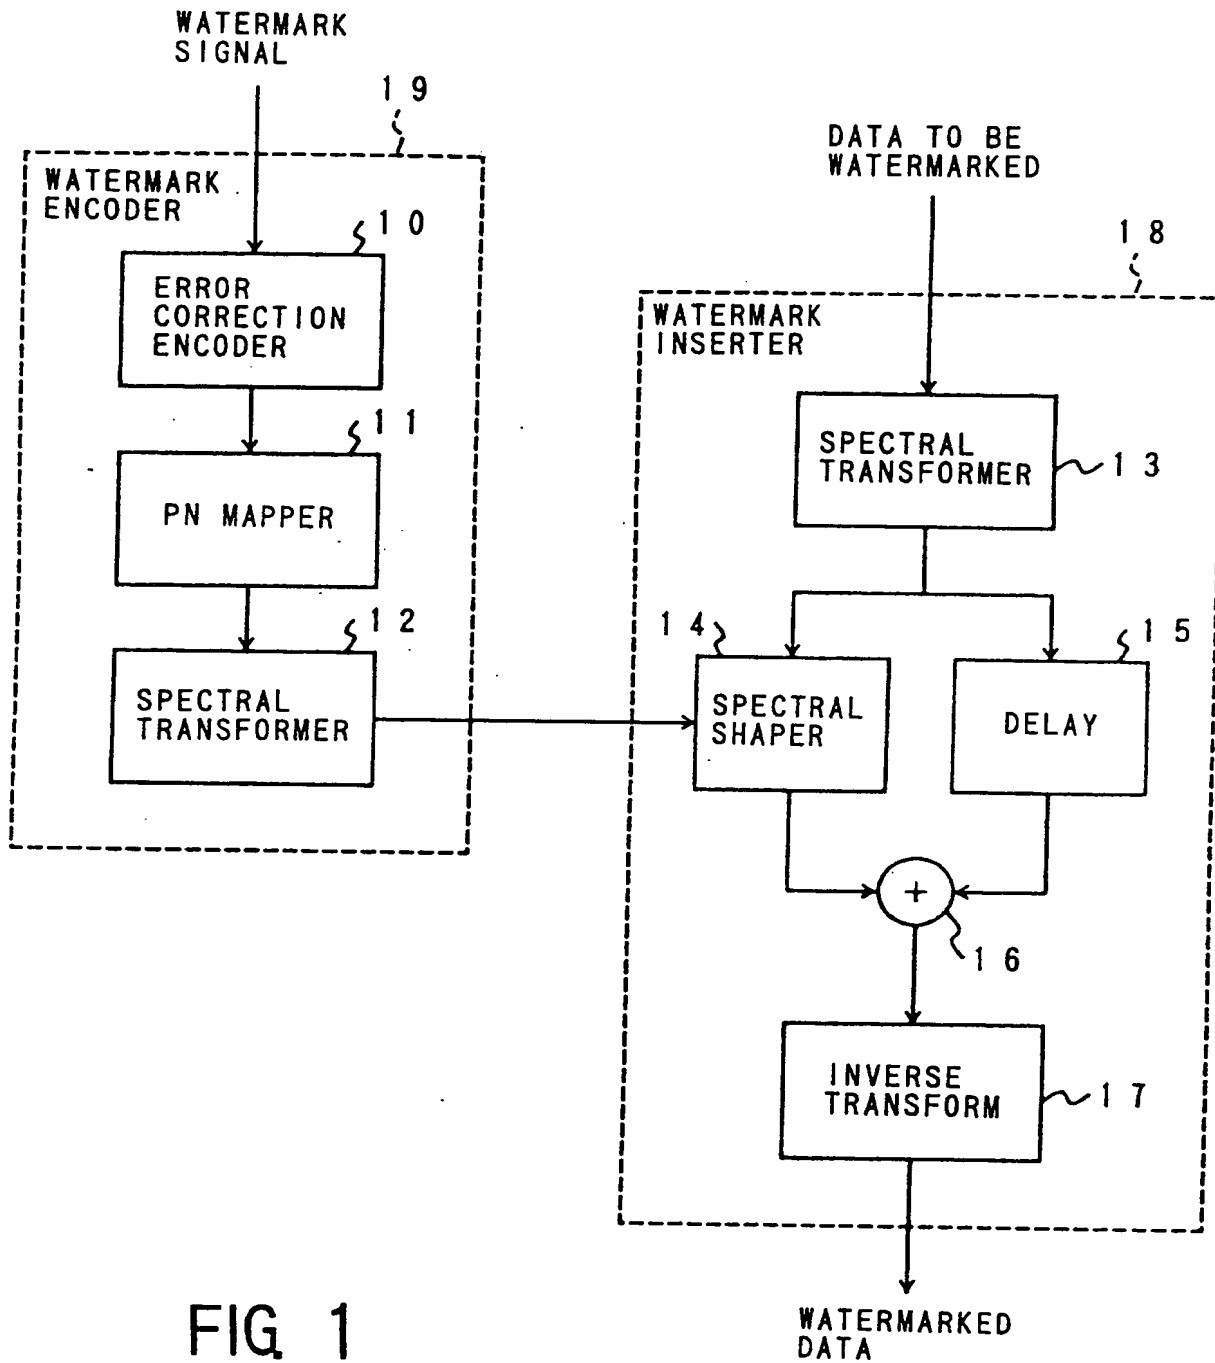 WATERMARK
SIGNAL
19
WATERMARK
ENCODER
10
ERROR
CORRECTION
ENCODER
11
PN MAPPER
12
SPECTRAL
TRANSFORMER
DATA TO BE
WATERMARKED
18
WATERMARK
INSERTER
SPECTRAL
TRANSFORMER
13
14
SPECTRAL
SHAPER
15
DELAY
+
16
INVERSE
TRANSFORM
17
WATERMARKED
DATA
FIG. 1